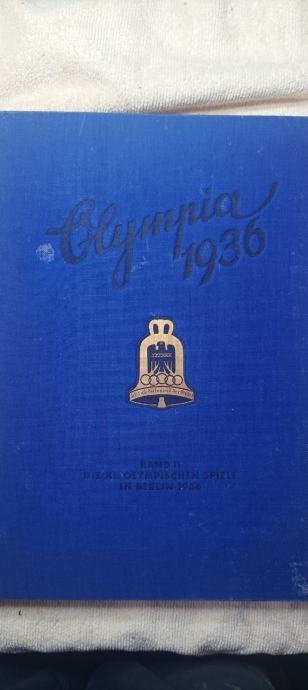 Olympia
1936
BAND II
DIE XI. OLYMPISCHEN SPIELE
IN BERLIN 1936